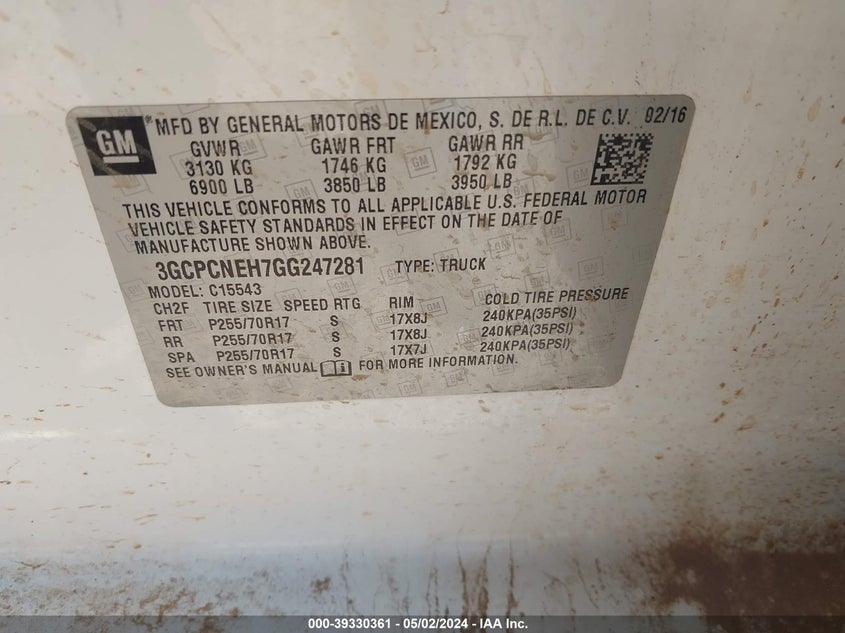 GM ® MFD BY GENERAL MOTORS DE MEXICO, S. DE R.L. DE C.V. 02/16
GVWR GAWR FRT GAWR RR
3130 KG 1746 KG 1792 KG
6900 LB 3850 LB 3950 LB
THIS VEHICLE CONFORMS TO ALL APPLICABLE U.S. FEDERAL MOTOR
VEHICLE SAFETY STANDARDS IN EFFECT ON THE DATE OF
MANUFACTURE SHOWN ABOVE.
3GCPCNEH7GG247281 TYPE: TRUCK
MODEL: C15543
CH2F TIRE SIZE SPEED RTG RIM COLD TIRE PRESSURE
FRT P255/70R17 S 17X8J 240KPA(35PSI)
RR P255/70R17 S 17X8J 240KPA(35PSI)
SPA P255/70R17 S 17X7J 240KPA(35PSI)
SEE OWNER'S MANUAL FOR MORE INFORMATION.
000-39330361 - 05/02/2024 - IAA Inc.